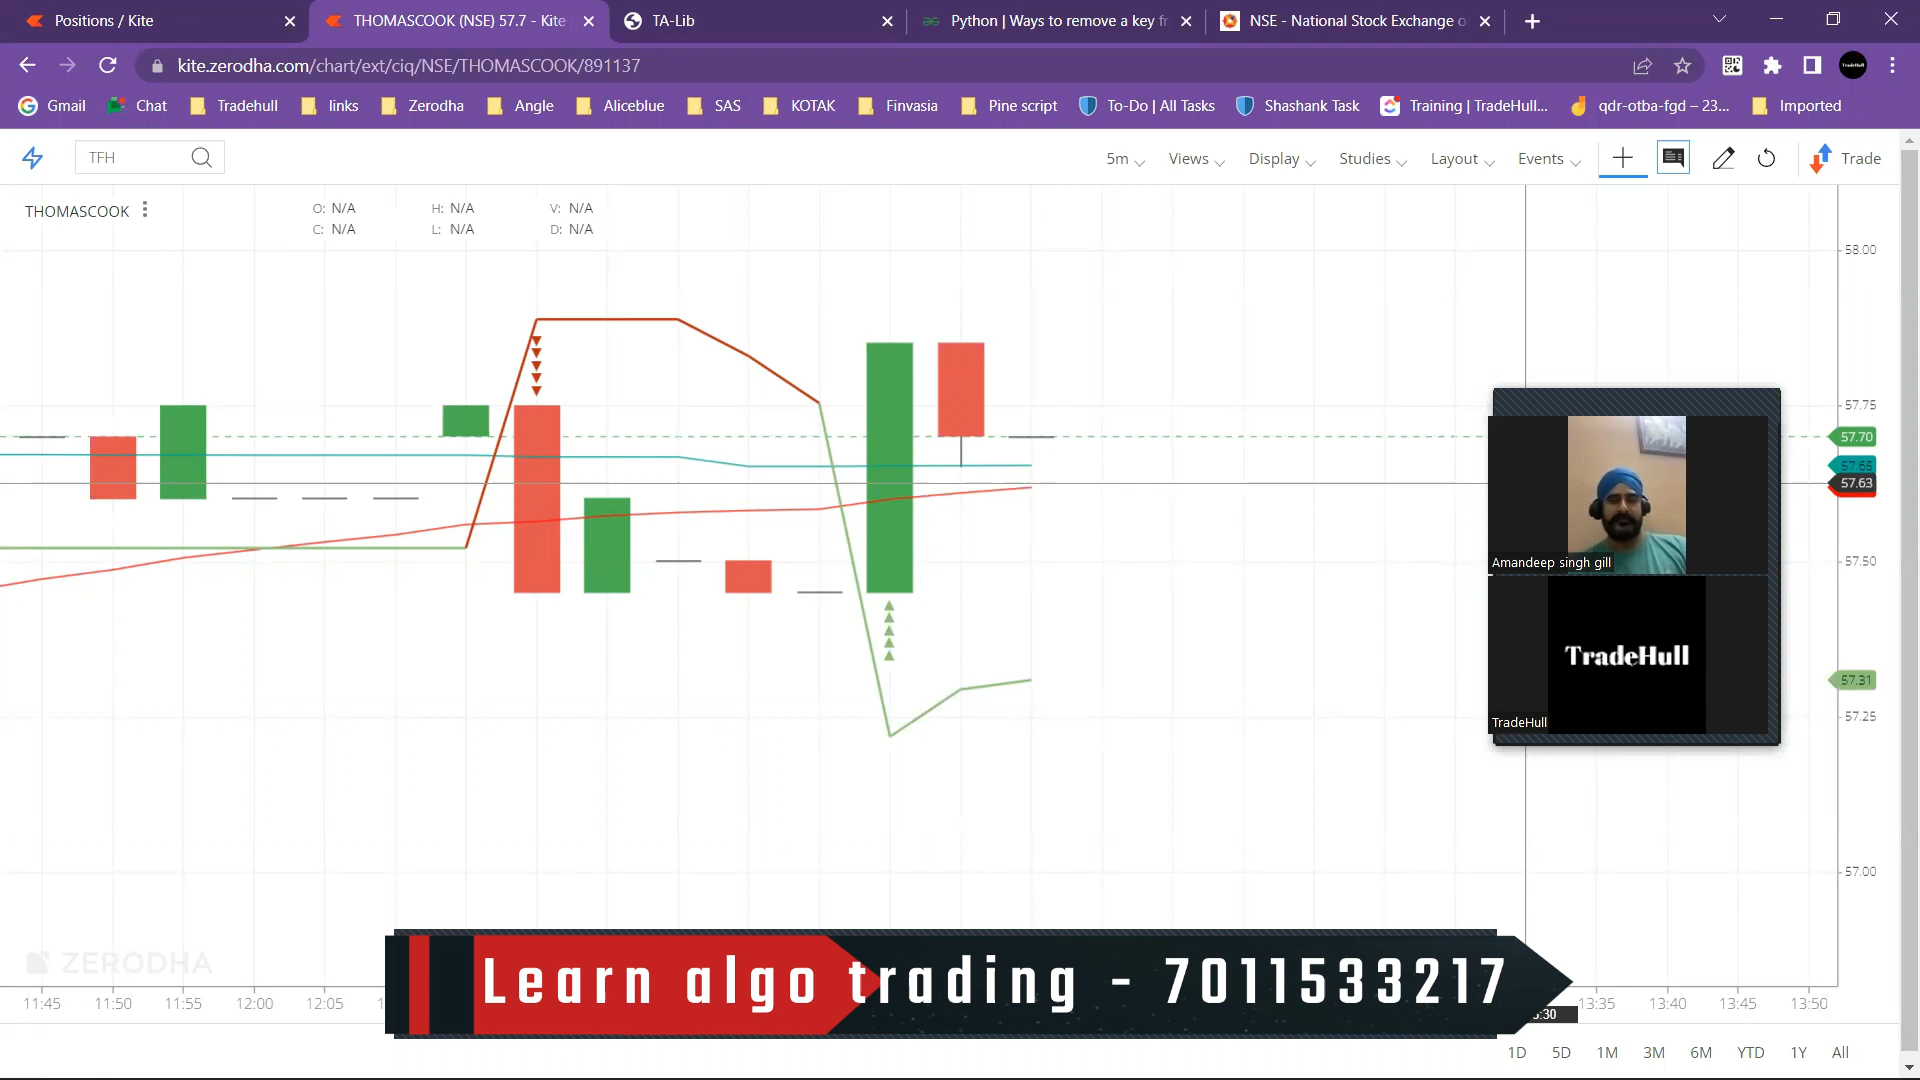 Positions / Kite
THOMASCOOK (NSE) 57.7 - Kite
TA-Lib
Python | Ways to remove a key fr
NSE - National Stock Exchange o
kite.zerodha.com/chart/ext/ciq/NSE/THOMASCOOK/891137
TradeHull
Gmail
Chat
Tradehull
links
Zerodha
Angle
Aliceblue
SAS
KOTAK
Finvasia
Pine script
To-Do | All Tasks
Shashank Task
Training | TradeHull...
qdr-otba-fgd – 23...
Imported
TFH
5m
Views
Display
Studies
Layout
Events
Trade
THOMASCOOK
O: N/A
H: N/A
V: N/A
C: N/A
L: N/A
D: N/A
58.00
57.75
57.70
57.65
57.63
57.50
57.31
57.25
57.00
Amandeep singh gill
TradeHull
TradeHull
ZERODHA
Learn algo trading - 7011533217
11:45
11:50
11:55
12:00
12:05
:30
13:35
13:40
13:45
13:50
1D
5D
1M
3M
6M
YTD
1Y
All